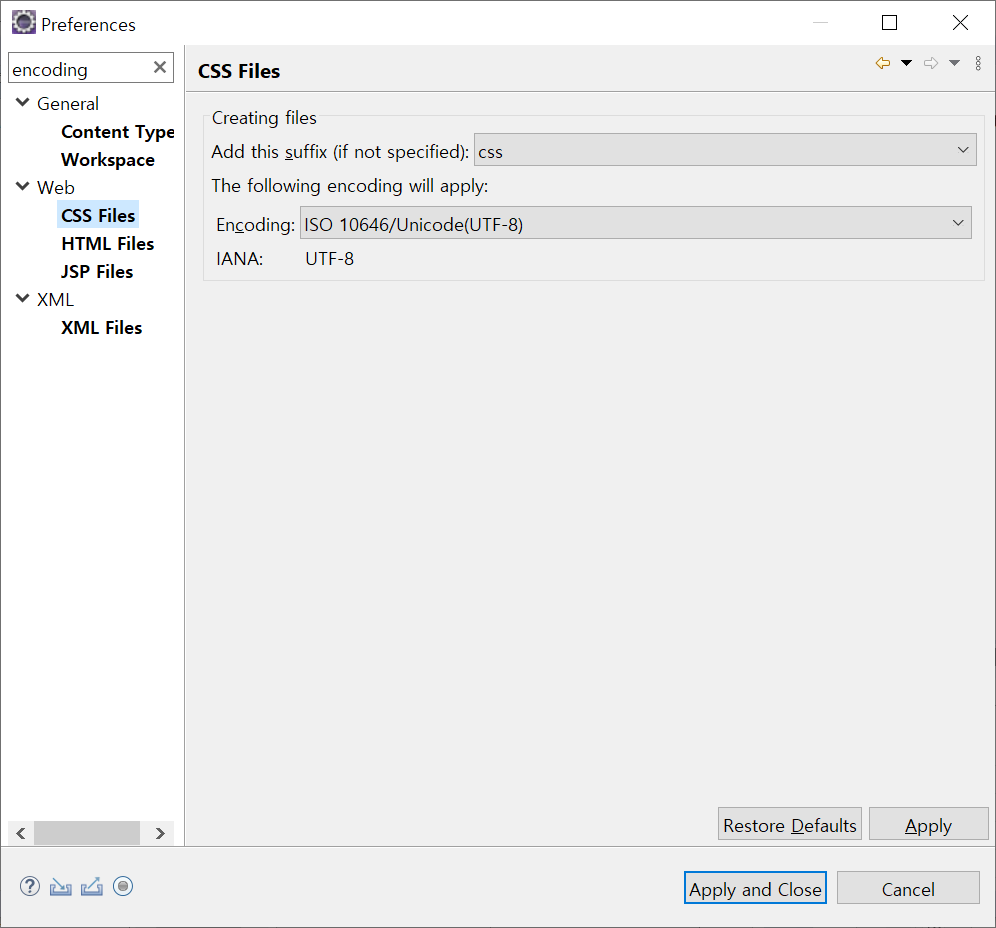 Preferences
encoding
General
Content Type
Workspace
Web
CSS Files
HTML Files
JSP Files
XML
XML Files
CSS Files
Creating files
Add this suffix (if not specified): css
The following encoding will apply:
Encoding: ISO 10646/Unicode(UTF-8)
IANA: UTF-8
Restore Defaults Apply
Apply and Close Cancel